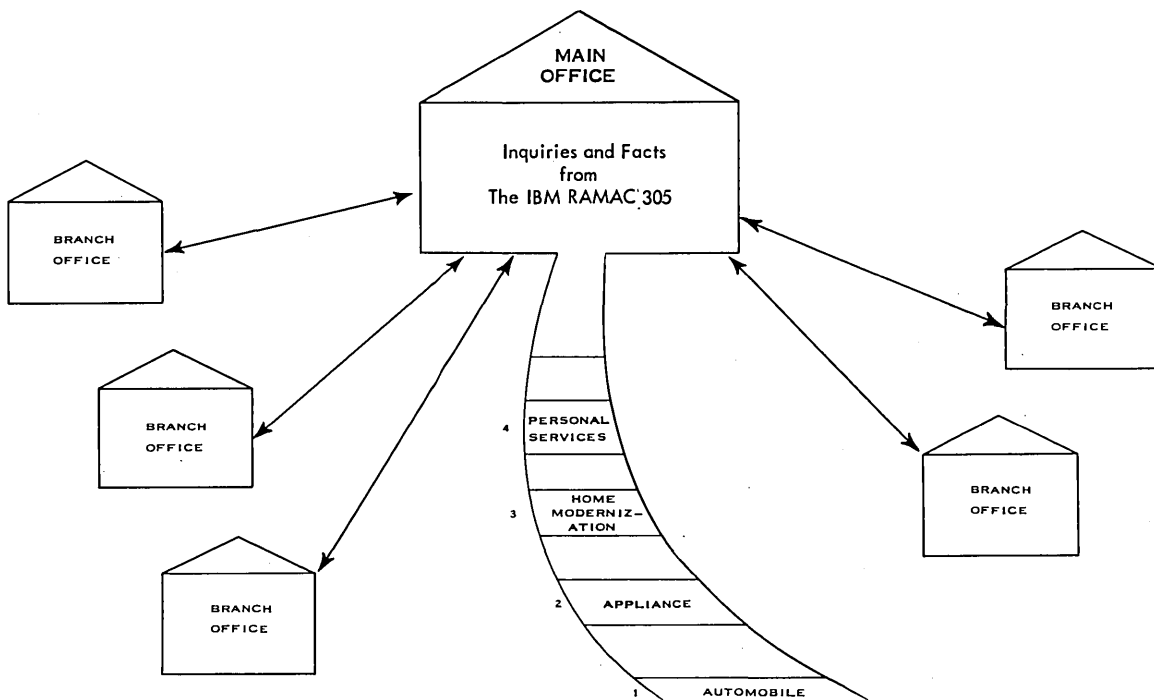 MAIN
OFFICE
Inquiries and Facts
from
The IBM RAMAC 305
BRANCH
OFFICE
BRANCH
OFFICE
BRANCH
OFFICE
BRANCH
OFFICE
BRANCH
OFFICE
4 PERSONAL
SERVICES
3 HOME
MODERNIZ-
ATION
2 APPLIANCE
1 AUTOMOBILE